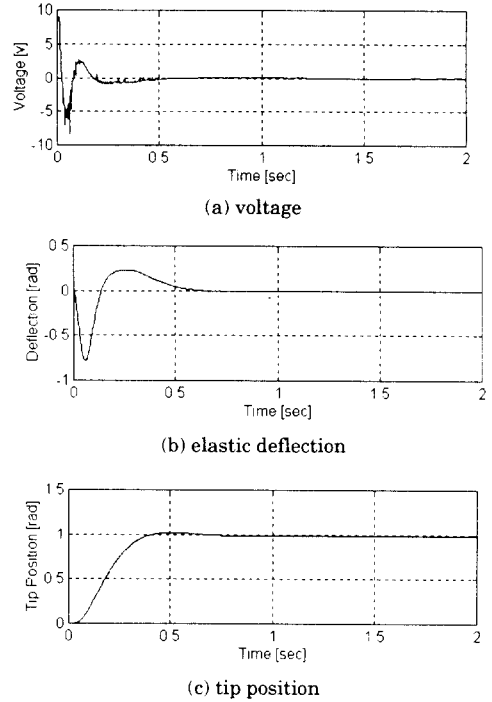 10
5
0
-5
-10
Voltage [v]
0 0 5 1 1 5 2
Time [sec]
(a) voltage
0 5
0
-0 5
-1
Deflection [rad]
0 0 5 1 1 5 2
Time [sec]
(b) elastic deflection
1 5
1
0 5
0
Tip Position [rad]
0 0 5 1 1 5 2
Time [sec]
(c) tip position